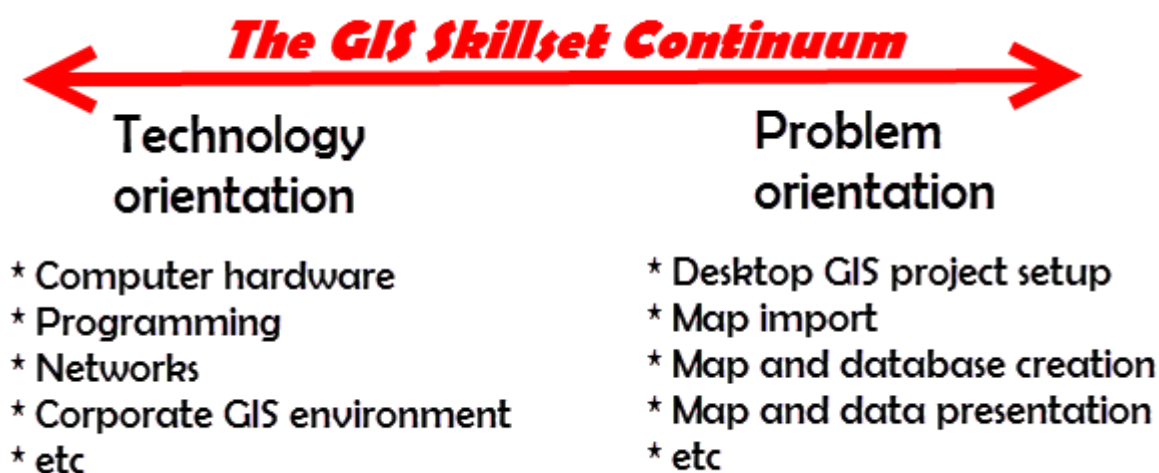 The GIS Skillset Continuum
Technology
orientation
* Computer hardware
* Programming
* Networks
* Corporate GIS environment
* etc
Problem
orientation
* Desktop GIS project setup
* Map import
* Map and database creation
* Map and data presentation
* etc